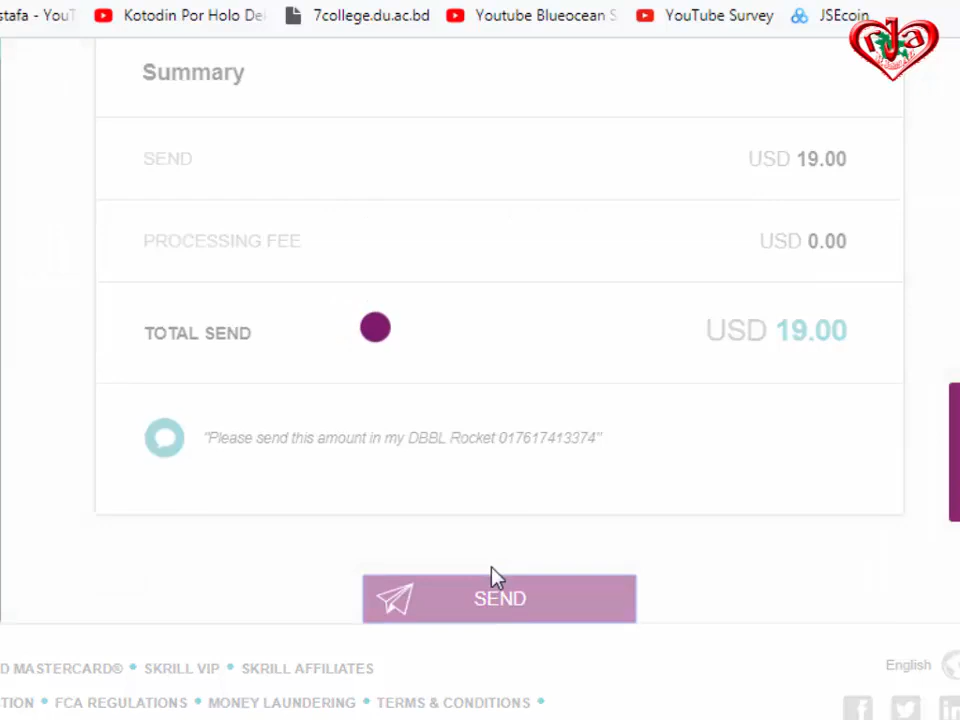 stafa - YouT Kotodin Por Holo De 7college.du.ac.bd Youtube Blueocean S YouTube Survey JSEcoin
rja
Summary
SEND USD 19.00
PROCESSING FEE USD 0.00
TOTAL SEND USD 19.00
"Please send this amount in my DBBL Rocket 017617413374"
SEND
D MASTERCARD® • SKRILL VIP • SKRILL AFFILIATES English
TION • FCA REGULATIONS • MONEY LAUNDERING • TERMS & CONDITIONS •